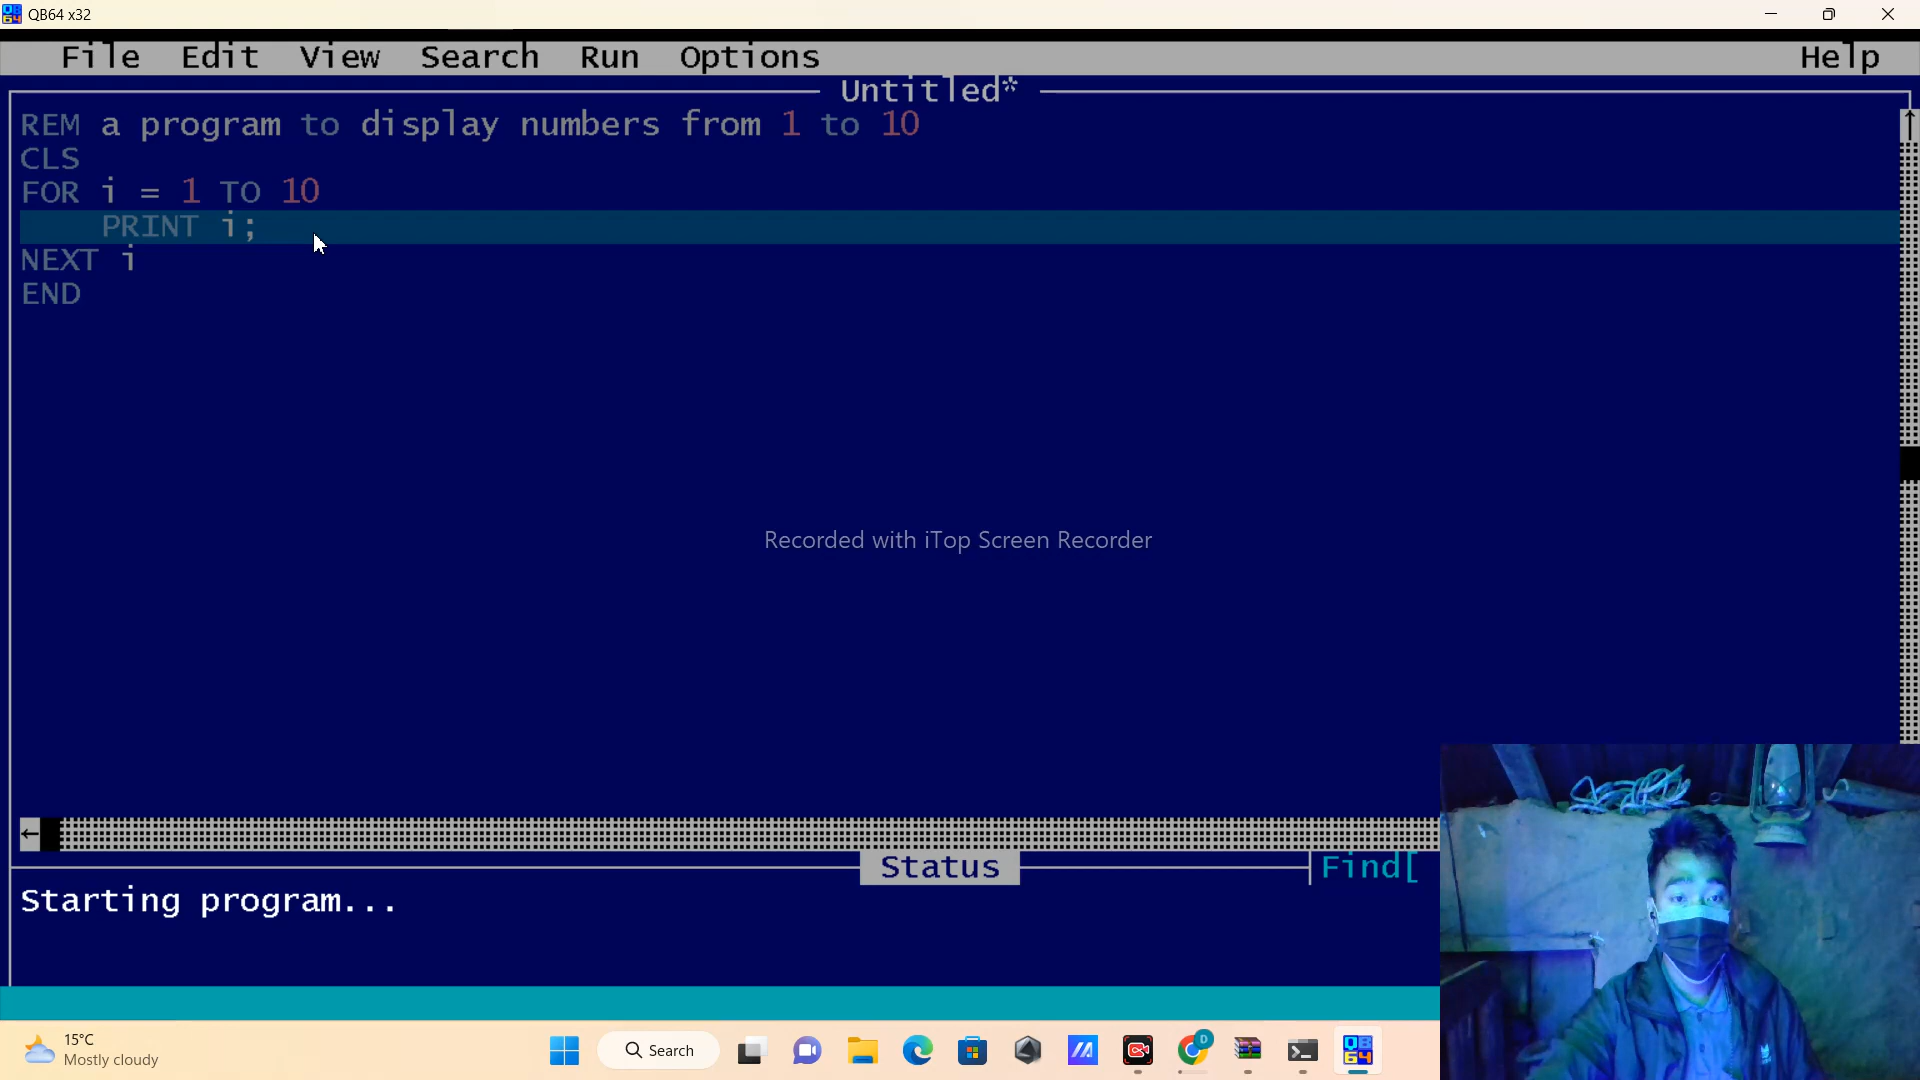 QB64 x32
File Edit View Search Run Options Help
Untitled*
REM a program to display numbers from 1 to 10
CLS
FOR i = 1 TO 10
PRINT i;
NEXT i
END
Recorded with iTop Screen Recorder
Status
Find[
Starting program...
15°C
Mostly cloudy
Search
D
QB
64